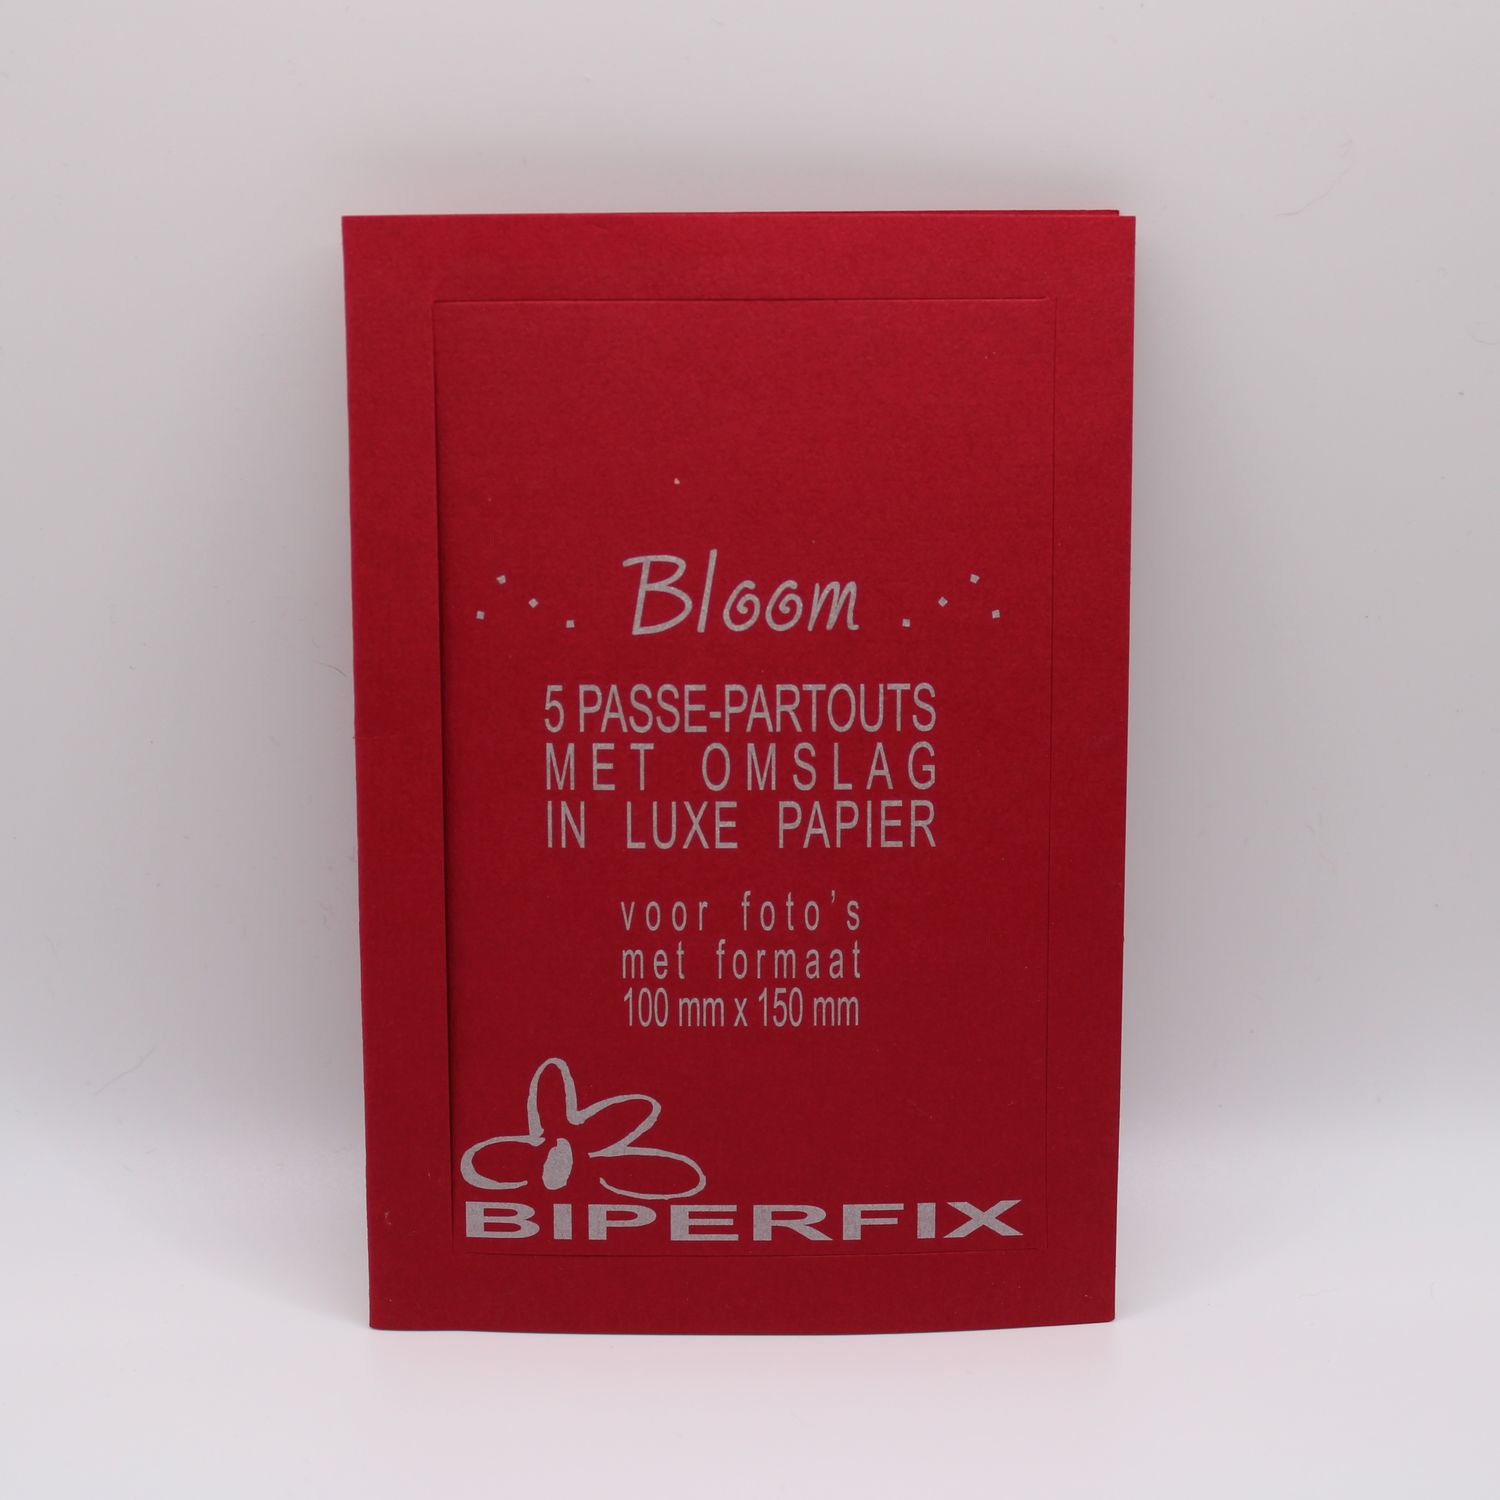 Bloom
5 PASSE-PARTOUTS
MET OMSLAG
IN LUXE PAPIER
voor foto's
met formaat
100 mm x 150 mm
BIPERFIX